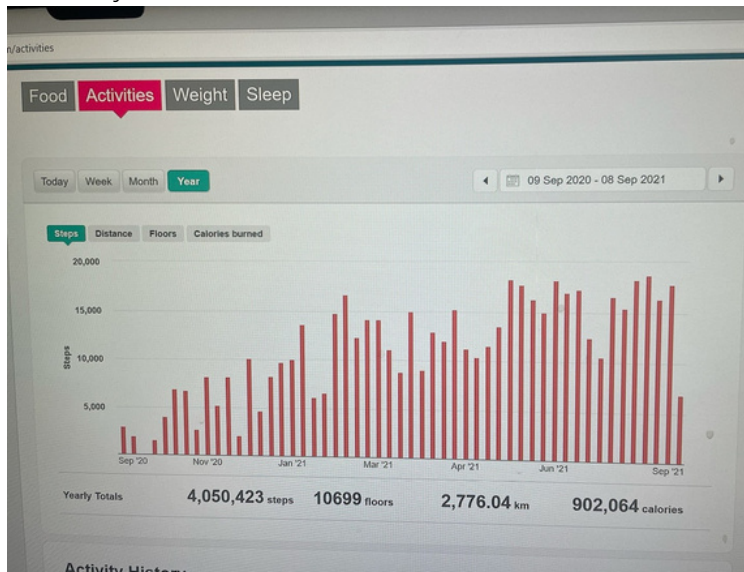 n/activities
Food Activities Weight Sleep
Today Week Month Year
09 Sep 2020 - 08 Sep 2021
Steps Distance Floors Calories burned
20,000
15,000
10,000
5,000
Steps
Sep '20 Nov '20 Jan '21 Mar '21 Apr '21 Jun '21 Sep '21
Yearly Totals 4,050,423 steps 10699 floors 2,776.04 km 902,064 calories
Activity History